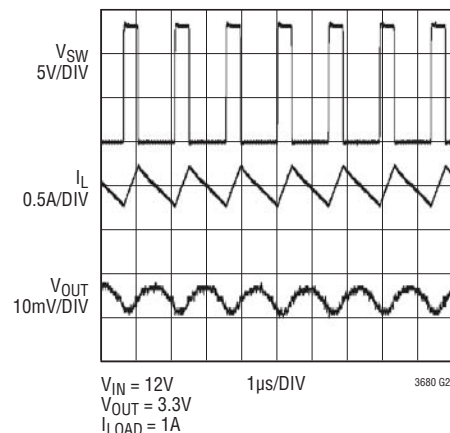 VSW
5V/DIV
IL
0.5A/DIV
VOUT
10mV/DIV
VIN = 12V
VOUT = 3.3V
ILOAD = 1A
1µs/DIV
3680 G2